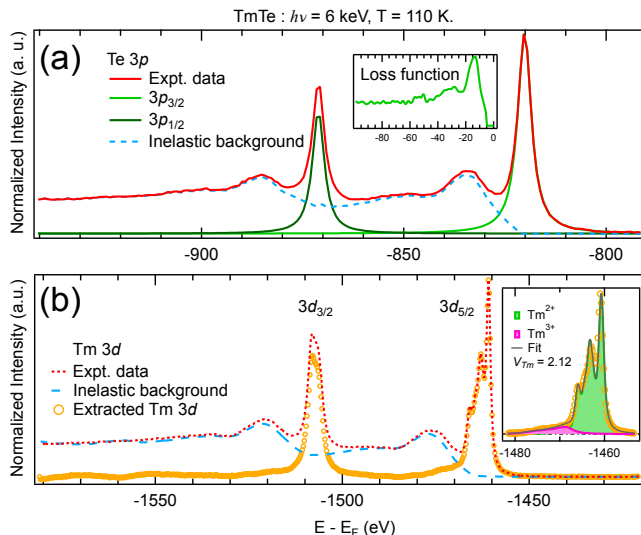 TmTe : hν = 6 keV, T = 110 K.
Normalized Intensity (a. u.)
(a)
Te 3p
Expt. data
3p3/2
3p1/2
Inelastic background
Loss function
-80 -60 -40 -20 0
-900 -850 -800
Normalized Intensity (a.u.)
(b)
3d3/2
3d5/2
Tm 3d
Expt. data
Inelastic background
Extracted Tm 3d
Tm2+
Tm3+
Fit
VTm = 2.12
-1480 -1460
-1550 -1500 -1450
E - EF (eV)